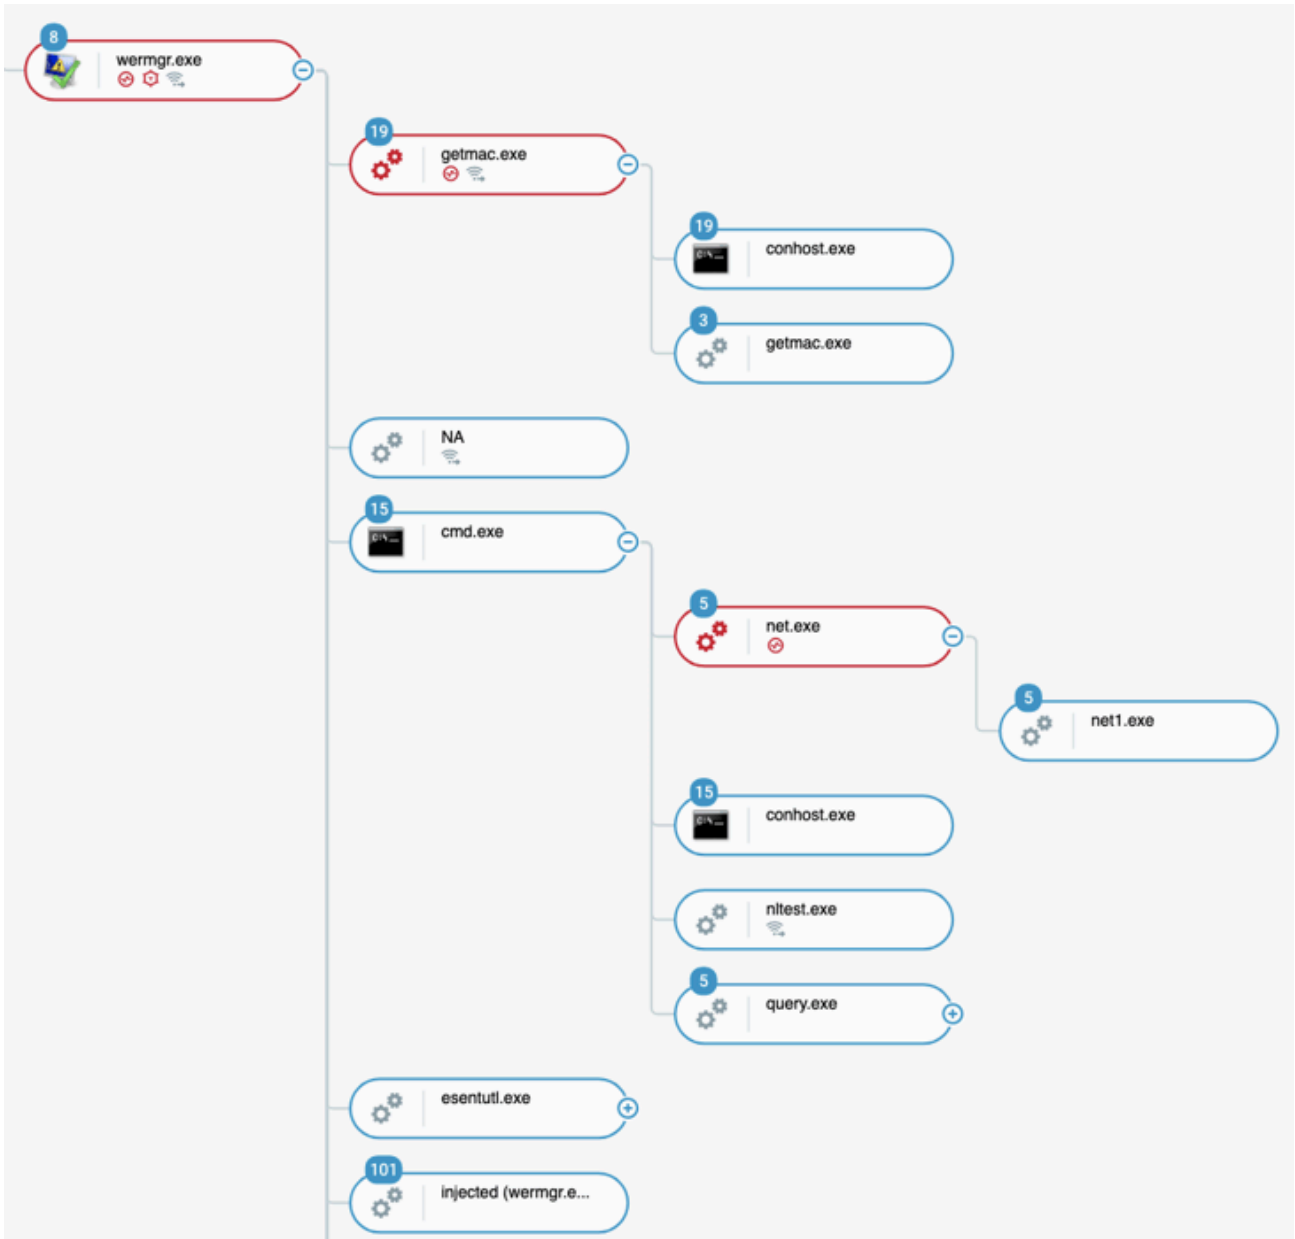 8
wermgr.exe
19
getmac.exe
19
conhost.exe
3
getmac.exe
NA
15
cmd.exe
5
net.exe
5
net1.exe
15
conhost.exe
nltest.exe
5
query.exe
esentutl.exe
101
injected (wermgr.e...